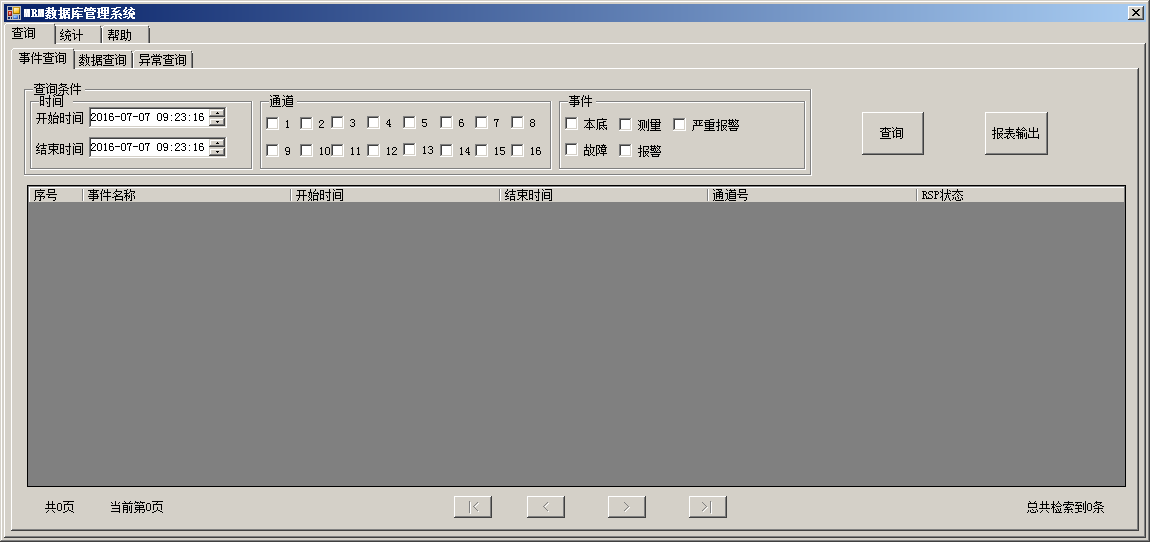 MRM数据库管理系统
查询 统计 帮助
事件查询 数据查询 异常查询
查询条件
时间 通道 事件
开始时间 2016-07-07 09:23:16 1 2 3 4 5 6 7 8 本底 测量 严重报警
查询 报表输出
结束时间 2016-07-07 09:23:16 9 10 11 12 13 14 15 16 故障 报警
序号 事件名称 开始时间 结束时间 通道号 RSP状态
共0页 当前第0页 |< < > >| 总共检索到0条